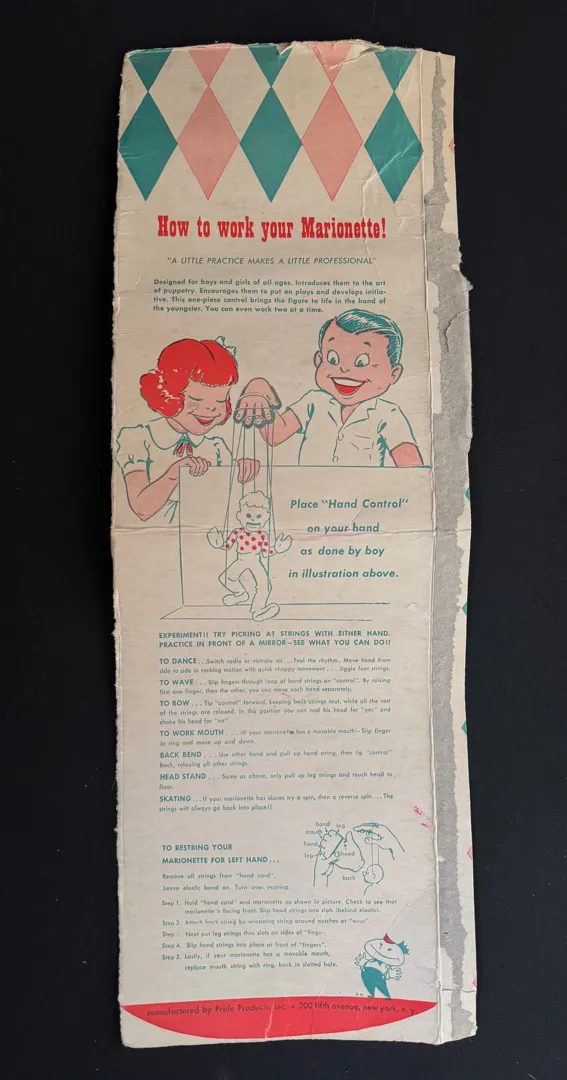 How to work your Marionette!
"A LITTLE PRACTICE MAKES A LITTLE PROFESSIONAL"
Designed for boys and girls of all ages. Introduces them to the art
of puppetry. Encourages them to put on plays and develops initia-
tive. This one-piece control brings the figure to life in the hand of
the youngster. You can even work two at a time.
Place "Hand Control"
on your hand
as done by boy
in illustration above.
EXPERIMENT!! TRY PICKING AT STRINGS WITH EITHER HAND.
PRACTICE IN FRONT OF A MIRROR—SEE WHAT YOU CAN DO!!
TO DANCE...Switch radio or victrola on...Feel the rhythm. Move hand from
side to side in rocking motion with quick choppy movement...Jiggle foot strings.
TO WAVE...Slip fingers through loop of hand strings on "control". By raising
first one finger, then the other, you can move each hand separately.
TO BOW...Tip "control" forward, keeping back strings taut, while all the rest
of the strings are relaxed. In this position you can nod his head for "yes" and
shake his head for "no".
TO WORK MOUTH...(If your marionette has a movable mouth)- Slip finger
in ring and move up and down.
BACK BEND...Use other hand and pull up hand string, then tip "control"
back, relaxing all other strings.
HEAD STAND...Same as above, only pull up leg strings and touch head to
floor.
SKATING...If your marionette has skates try a spin, then a reverse spin...The
strings will always go back into place!!
hand
leg
mouth
hand
leg
head
back
TO RESTRING YOUR
MARIONETTE FOR LEFT HAND...
Remove all strings from "hand card".
Leave elastic band on. Turn over, restring.
Step 1. Hold "hand card" and marionette as shown in picture. Check to see that
marionette is facing front. Slip head strings into slots (behind elastic).
Step 2. Attach back string by wrapping string around notches at "wrist".
Step Next put leg strings thru slots on sides of "fingers
Step 4. Slip hand strings into place at front of "fingers".
Step 5. Lastly, if your marionette has a movable mouth,
replace mouth string with ring, back in slotted hole.
manufactured by Pride Products, inc. • 200 fifth avenue, new york, n. y.